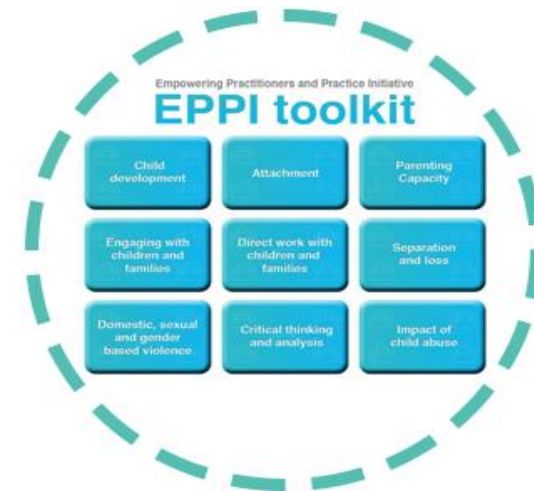 Empowering Practitioners and Practice Initiative
EPPI toolkit
Child
development
Attachment
Parenting
Capacity
Engaging with
children and
families
Direct work with
children and
families
Separation
and loss
Domestic, sexual
and gender
based violence
Critical thinking
and analysis
Impact of
child abuse